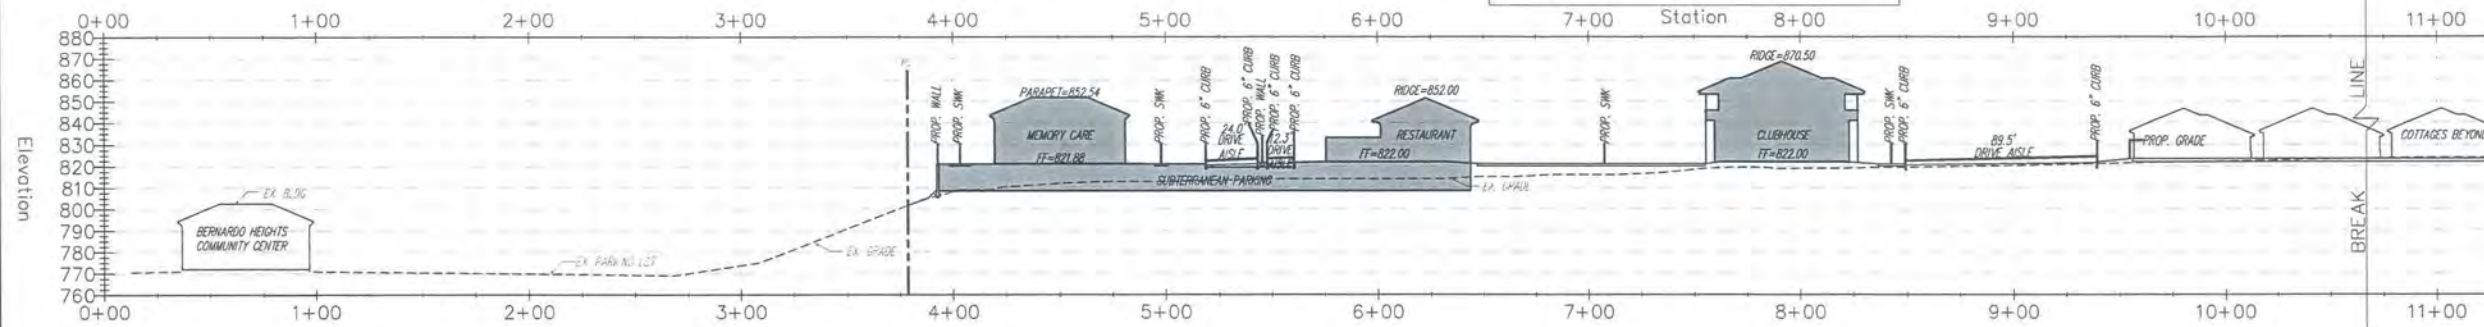 Station
0+00 1+00 2+00 3+00 4+00 5+00 6+00 7+00 8+00 9+00 10+00 11+00
Elevation
880
870
860
850
840
830
820
810
800
790
780
770
760
EX. BLDG
BERNARDO HEIGHTS
COMMUNITY CENTER
EX. PARKING LOT
EX. GRADE
PROP. WALL
PROP. SWK
PARAPET=852.54
MEMORY CARE
FF=821.88
PROP. SWK
PROP. 6" CURB
24.0'
DRIVE
AISLE
PROP. 6" CURB
PROP. WALL
PROP. 6" CURB
12.3'
DRIVE
AISLE
PROP. 6" CURB
RIDGE=852.00
RESTAURANT
FF=822.00
SUBTERRANEAN PARKING
EX. GRADE
PROP. SWK
RIDGE=870.50
CLUBHOUSE
FF=822.00
PROP. SWK
PROP. 6" CURB
89.5'
DRIVE AISLE
PROP. 6" CURB
PROP. GRADE
BREAK LINE
COTTAGES BEYOND
0+00 1+00 2+00 3+00 4+00 5+00 6+00 7+00 8+00 9+00 10+00 11+00